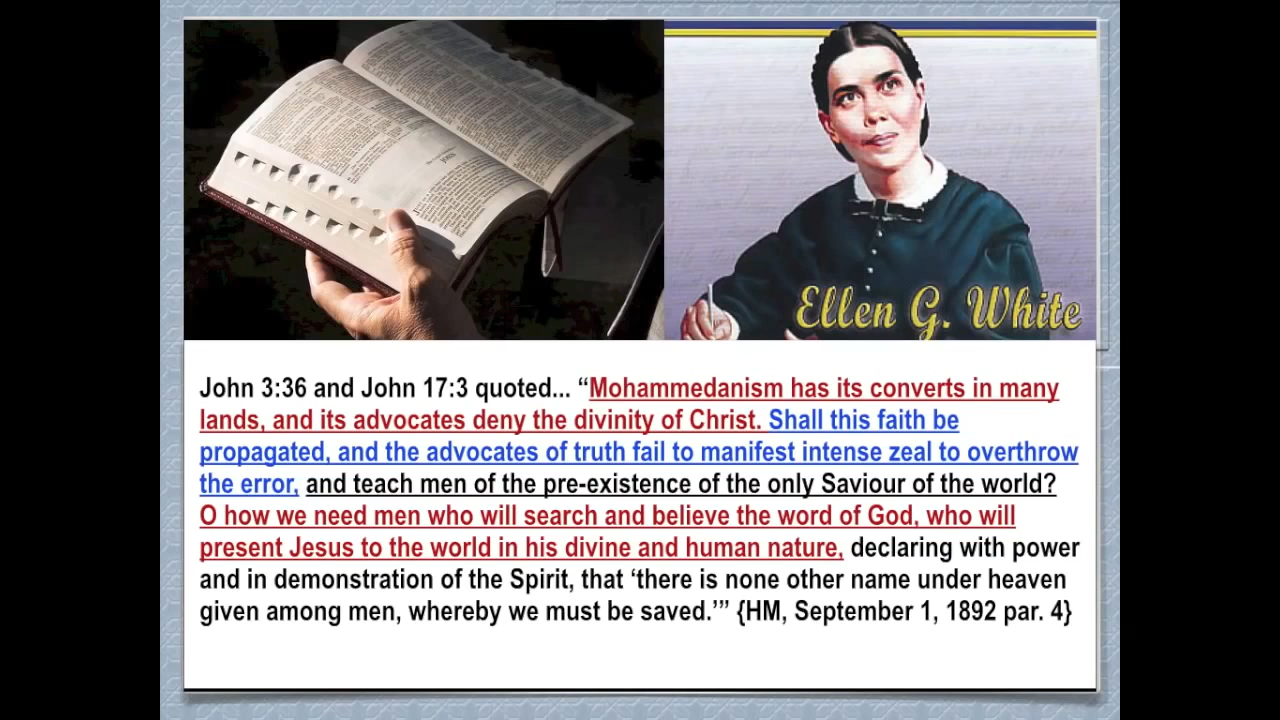 JOHN
Ellen G. White
John 3:36 and John 17:3 quoted... “Mohammedanism has its converts in many
lands, and its advocates deny the divinity of Christ. Shall this faith be
propagated, and the advocates of truth fail to manifest intense zeal to overthrow
the error, and teach men of the pre-existence of the only Saviour of the world?
O how we need men who will search and believe the word of God, who will
present Jesus to the world in his divine and human nature, declaring with power
and in demonstration of the Spirit, that ‘there is none other name under heaven
given among men, whereby we must be saved.’” {HM, September 1, 1892 par. 4}